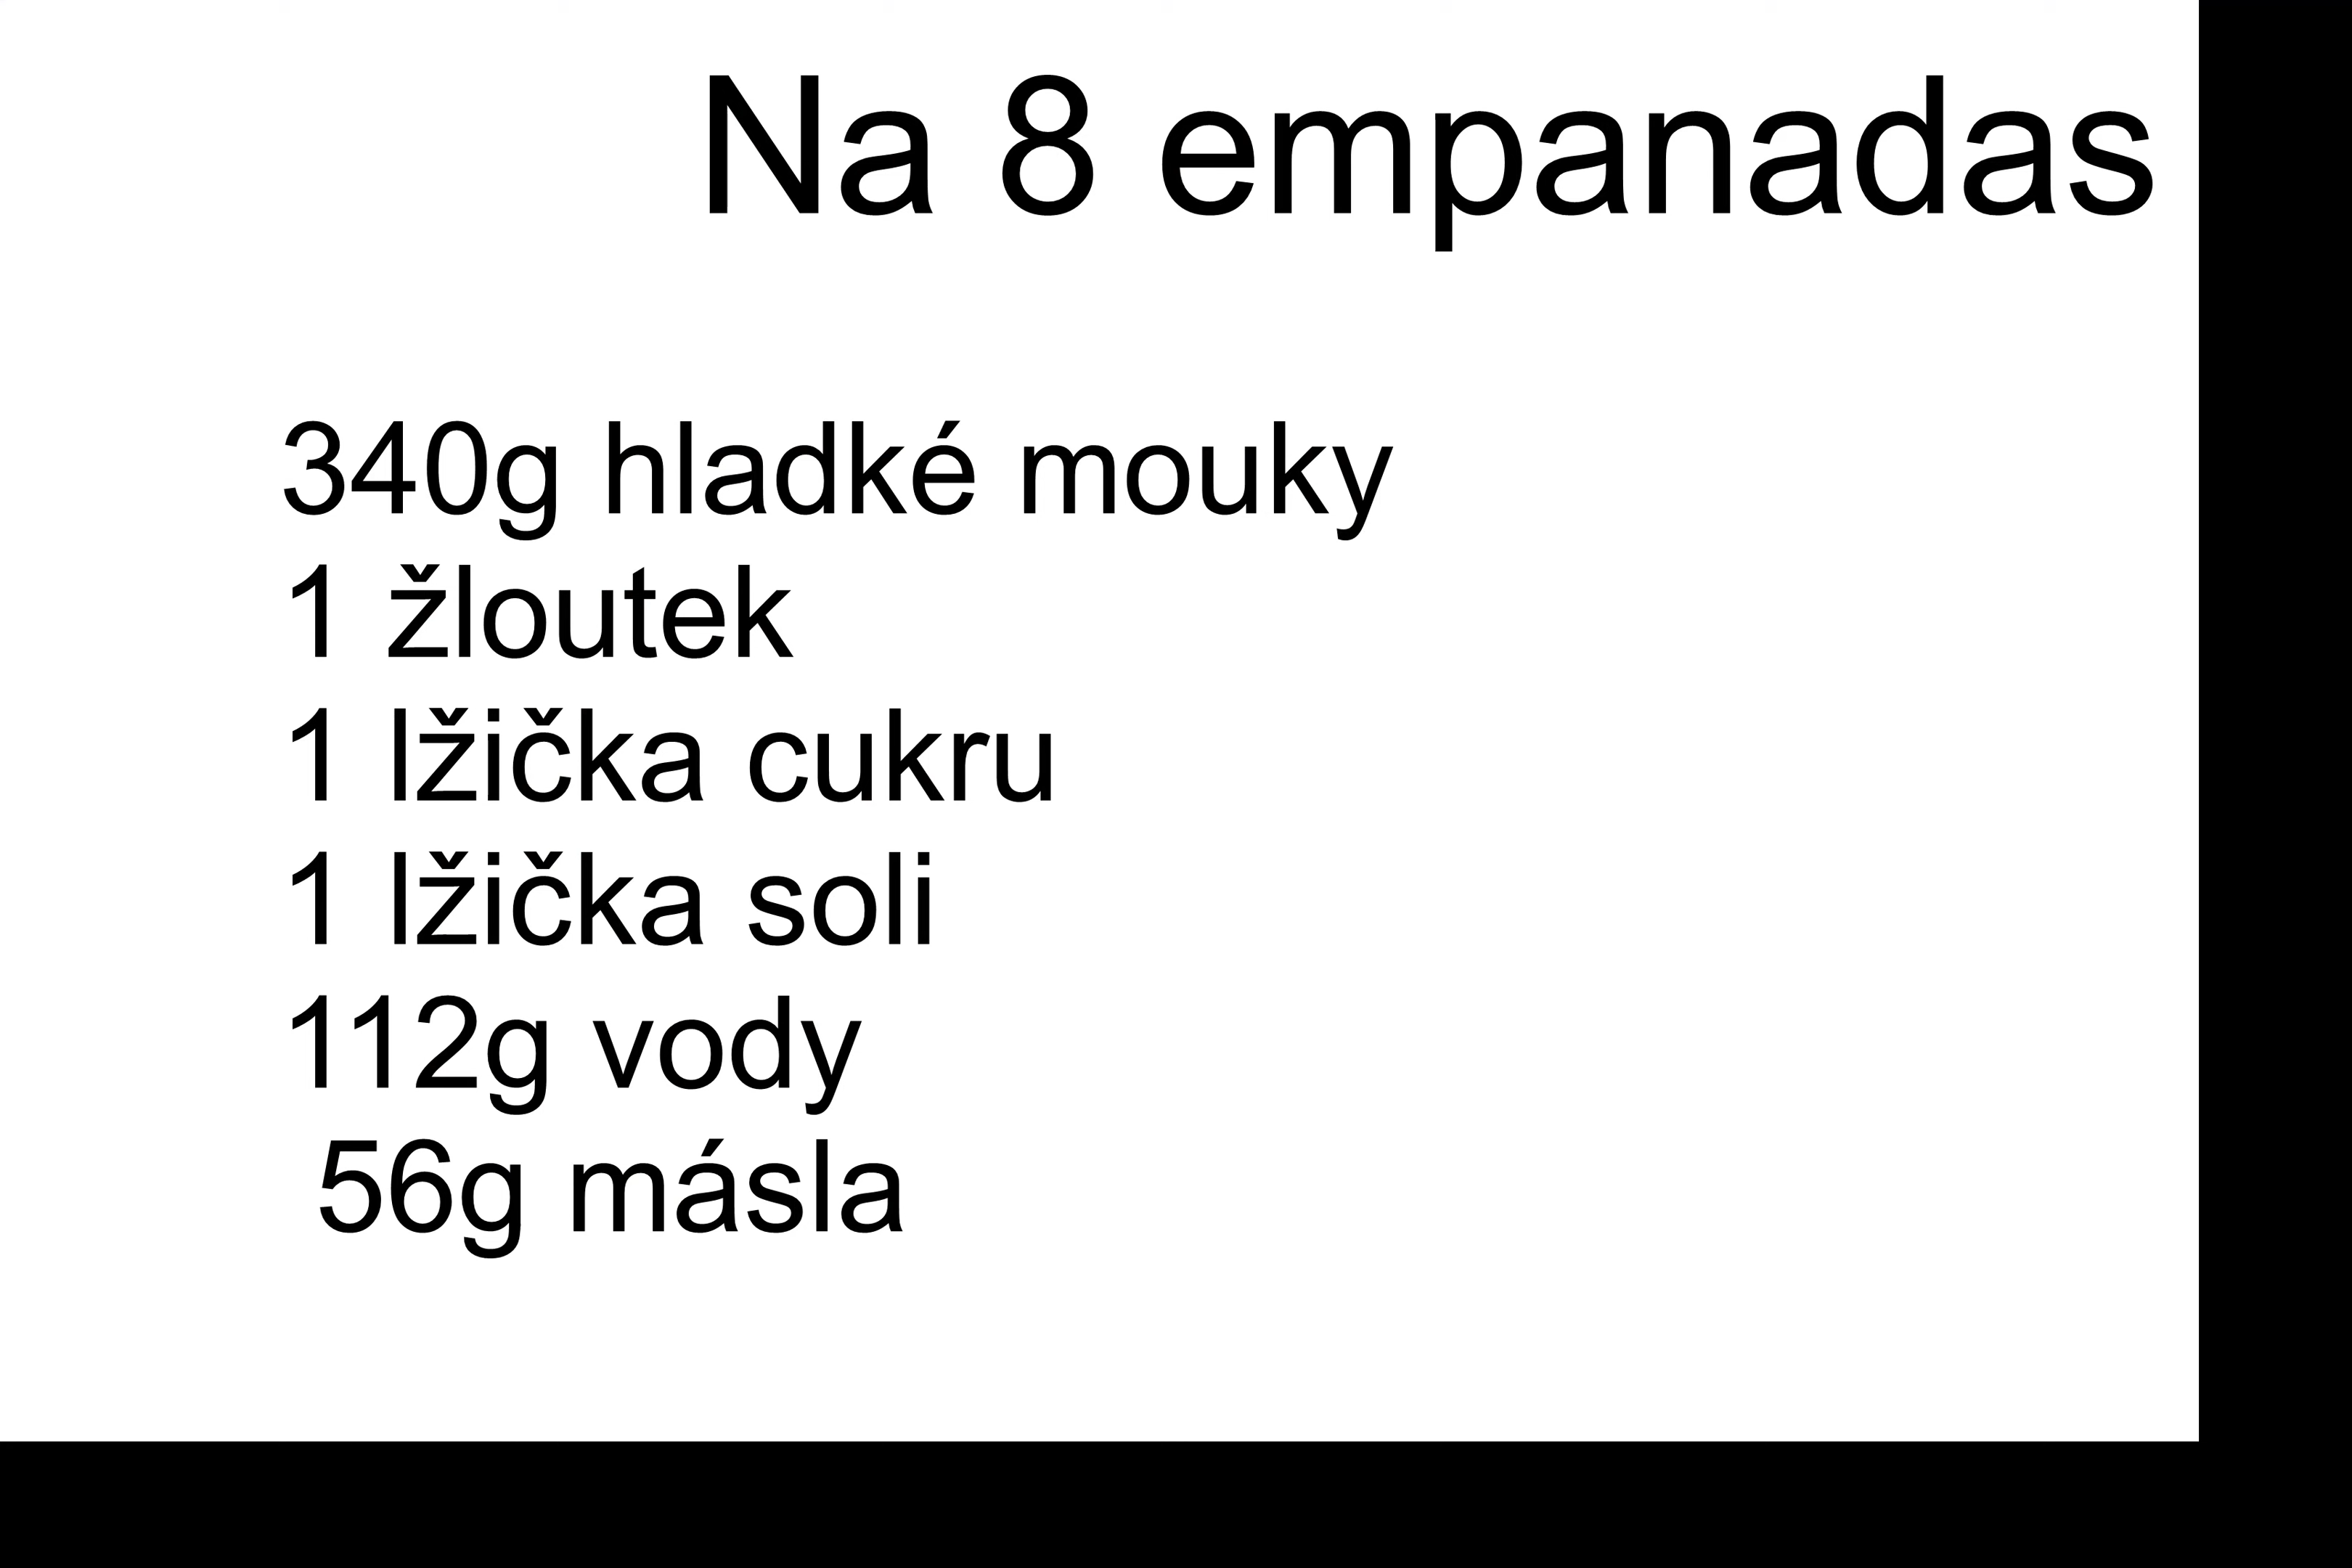 Na 8 empanadas
340g hladké mouky
1 žloutek
1 lžička cukru
1 lžička soli
112g vody
56g másla